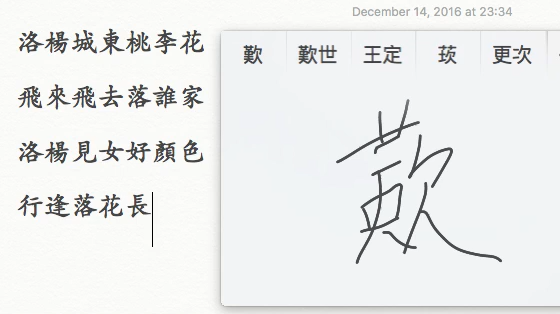 December 14, 2016 at 23:34
洛楊城東桃李花
飛來飛去落誰家
洛楊見女好顏色
行逢落花長
歎 歎世 王定 荻 更次
歎